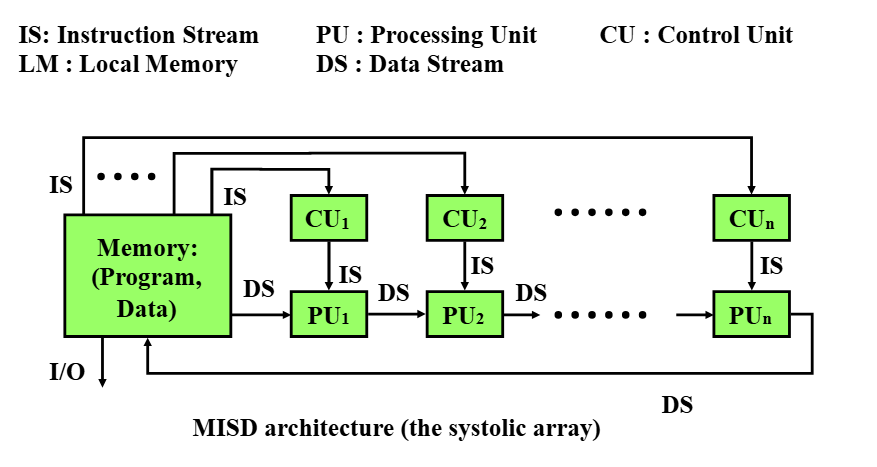 IS: Instruction Stream PU : Processing Unit CU : Control Unit
LM : Local Memory DS : Data Stream
IS
IS
CU1 CU2 CUn
Memory:
(Program,
Data)
IS IS IS
DS DS DS
PU1 PU2 PUn
I/O
DS
MISD architecture (the systolic array)